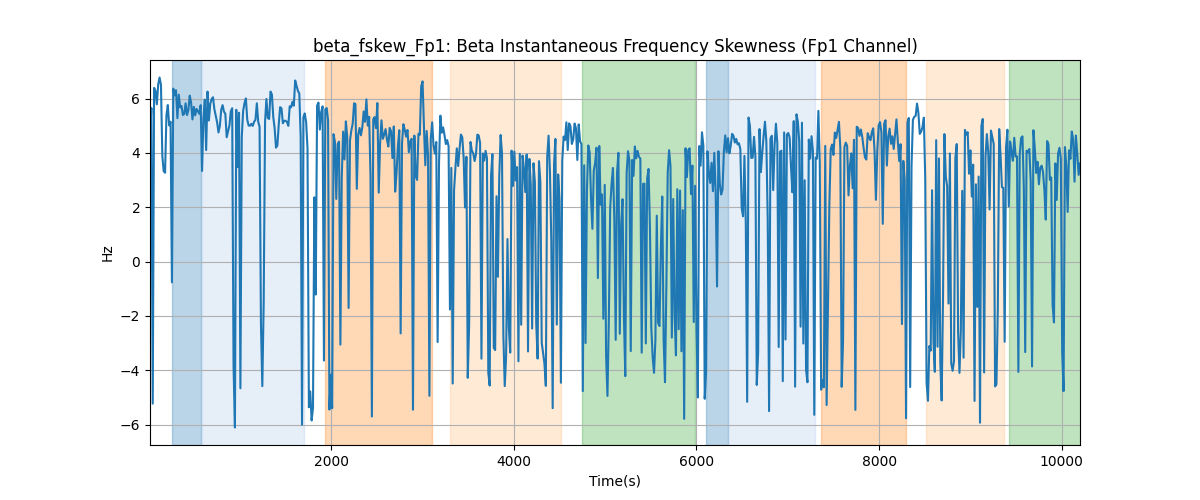 beta_fskew_Fp1: Beta Instantaneous Frequency Skewness (Fp1 Channel)
6
4
2
0
−2
−4
−6
Hz
2000 4000 6000 8000 10000
Time(s)